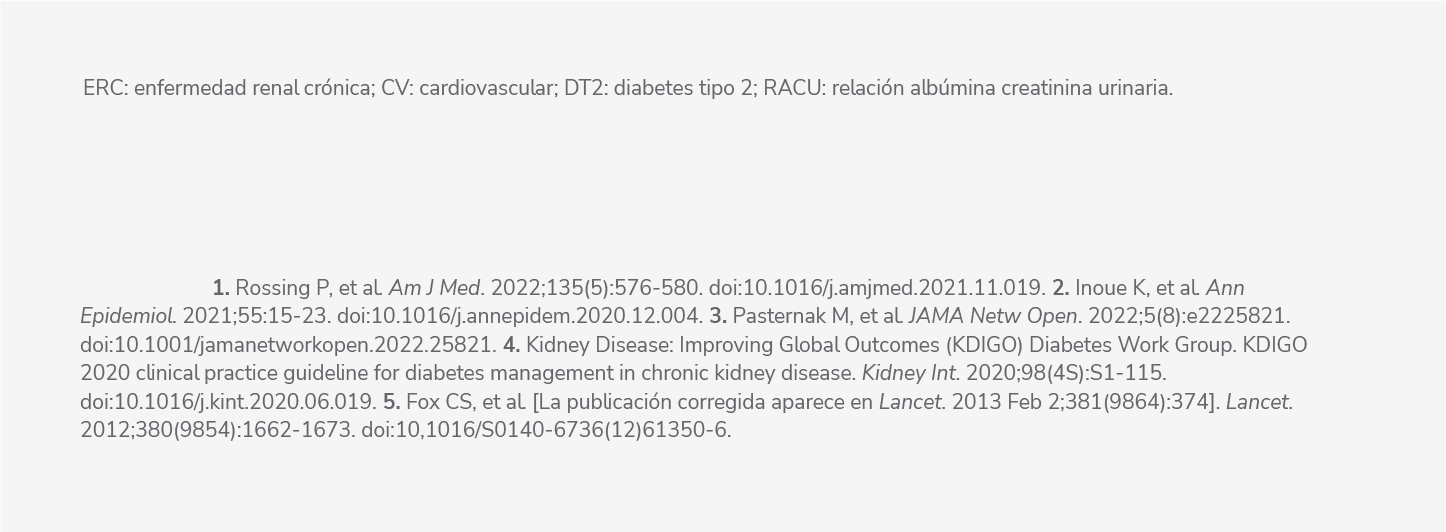 ERC: enfermedad renal crónica; CV: cardiovascular; DT2: diabetes tipo 2; RACU: relación albúmina creatinina urinaria.
1. Rossing P, et al. Am J Med. 2022;135(5):576-580. doi:10.1016/j.amjmed.2021.11.019. 2. Inoue K, et al. Ann
Epidemiol. 2021;55:15-23. doi:10.1016/j.annepidem.2020.12.004. 3. Pasternak M, et al. JAMA Netw Open. 2022;5(8):e2225821.
doi:10.1001/jamanetworkopen.2022.25821. 4. Kidney Disease: Improving Global Outcomes (KDIGO) Diabetes Work Group. KDIGO
2020 clinical practice guideline for diabetes management in chronic kidney disease. Kidney Int. 2020;98(4S):S1-115.
doi:10.1016/j.kint.2020.06.019. 5. Fox CS, et al. [La publicación corregida aparece en Lancet. 2013 Feb 2;381(9864):374]. Lancet.
2012;380(9854):1662-1673. doi:10,1016/S0140-6736(12)61350-6.